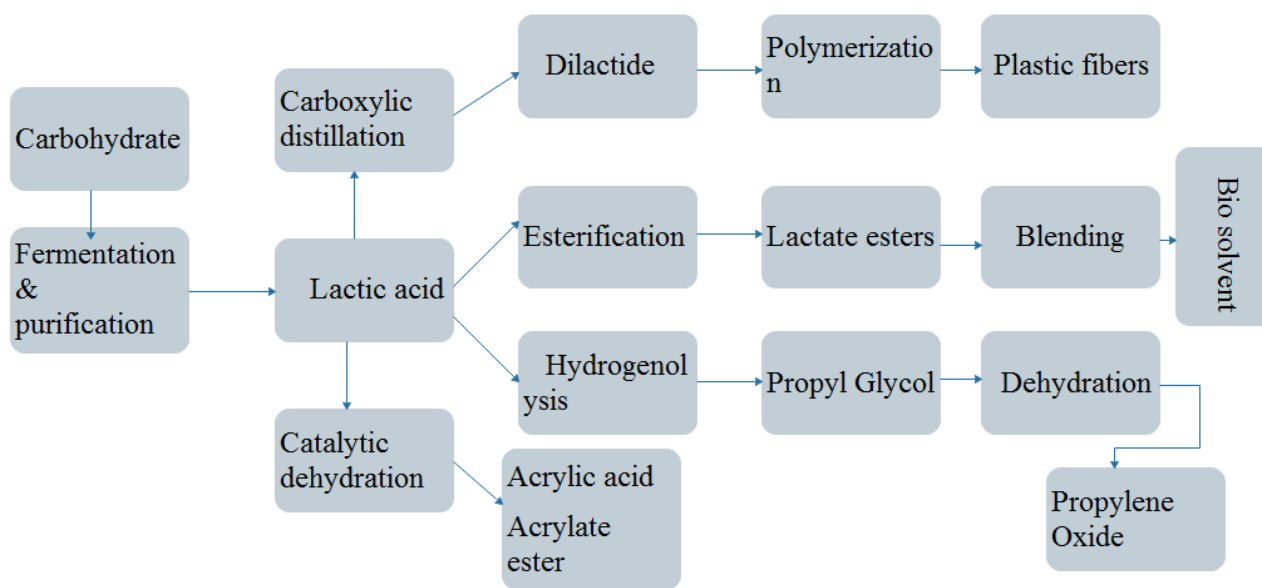 Carbohydrate
Fermentation
&
purification
Lactic acid
Carboxylic
distillation
Dilactide
Polymerizatio
n
Plastic fibers
Esterification
Lactate esters
Blending
Bio solvent
Hydrogenol
ysis
Propyl Glycol
Dehydration
Propylene
Oxide
Catalytic
dehydration
Acrylic acid
Acrylate
ester